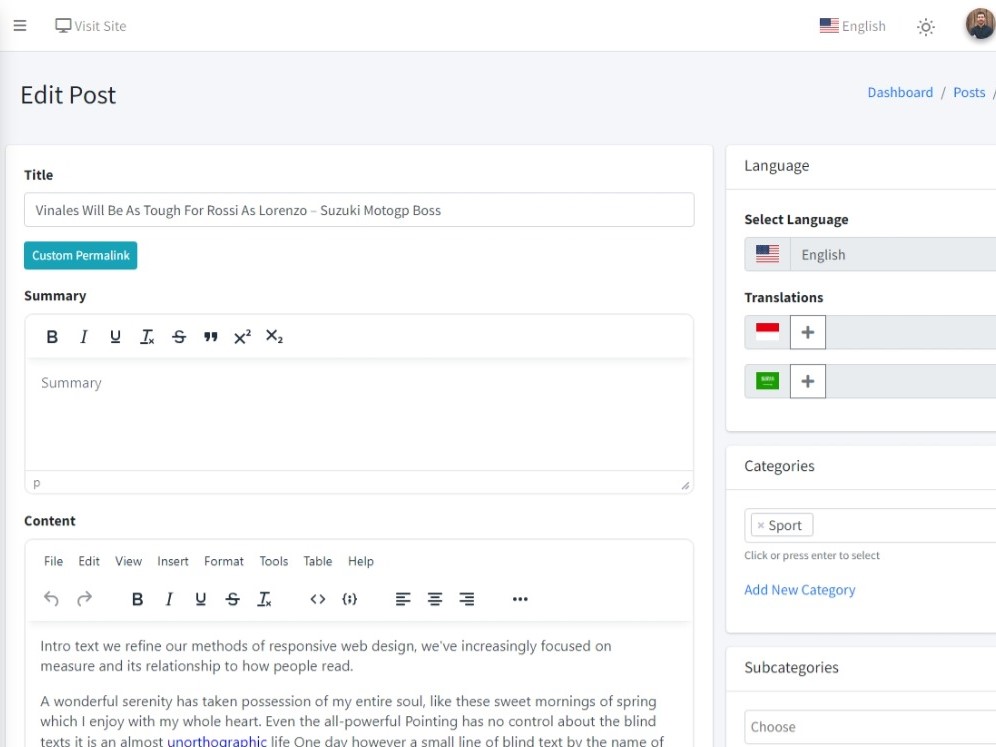 Visit Site
English
Edit Post
Dashboard / Posts /
Title
Vinales Will Be As Tough For Rossi As Lorenzo – Suzuki Motogp Boss
Custom Permalink
Summary
B I U Ix S X² X₂
Summary
p
Content
File Edit View Insert Format Tools Table Help
B I U S Ix
Intro text we refine our methods of responsive web design, we've increasingly focused on
measure and its relationship to how people read.
A wonderful serenity has taken possession of my entire soul, like these sweet mornings of spring
which I enjoy with my whole heart. Even the all-powerful Pointing has no control about the blind
texts it is an almost unorthographic life One day however a small line of blind text by the name of
Language
Select Language
English
Translations
+
+
Categories
× Sport
Click or press enter to select
Add New Category
Subcategories
Choose